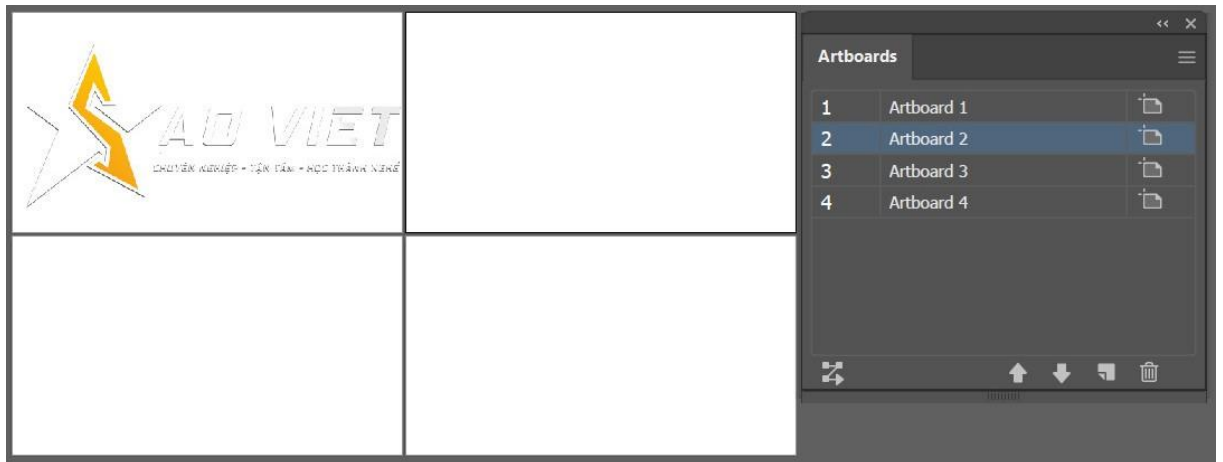 AO VIET
CHUYÊN NGHIỆP - TẬN TÂM - HỌC THÀNH NGHỀ
Artboards
1 Artboard 1
2 Artboard 2
3 Artboard 3
4 Artboard 4